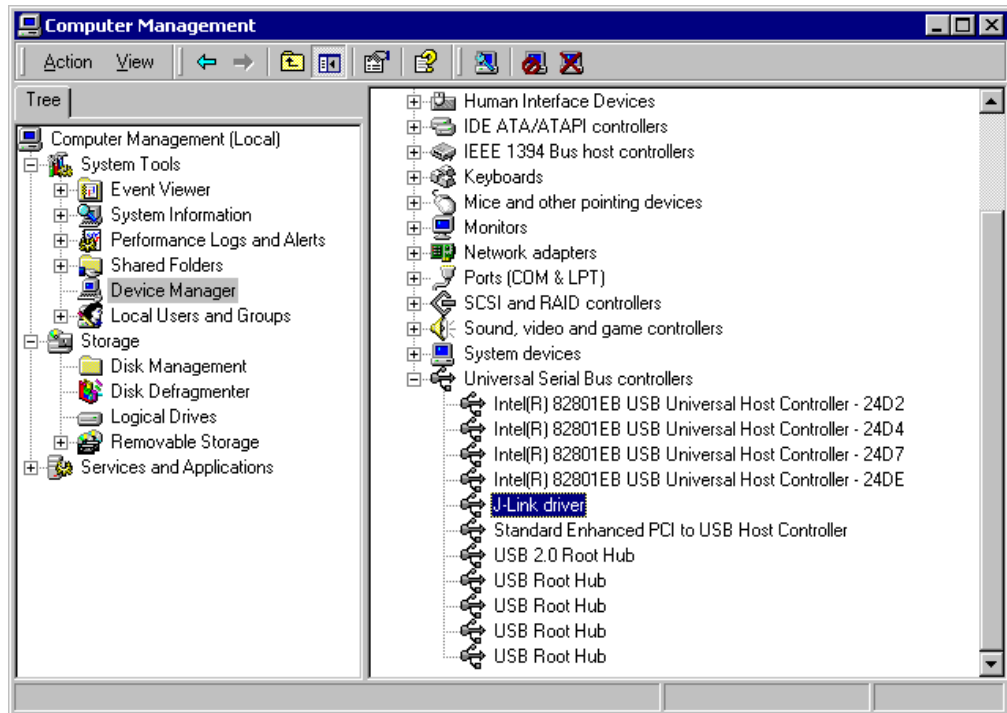 Computer Management
Action View
Tree
Computer Management (Local)
System Tools
Event Viewer
System Information
Performance Logs and Alerts
Shared Folders
Device Manager
Local Users and Groups
Storage
Disk Management
Disk Defragmenter
Logical Drives
Removable Storage
Services and Applications
Human Interface Devices
IDE ATA/ATAPI controllers
IEEE 1394 Bus host controllers
Keyboards
Mice and other pointing devices
Monitors
Network adapters
Ports (COM & LPT)
SCSI and RAID controllers
Sound, video and game controllers
System devices
Universal Serial Bus controllers
Intel(R) 82801EB USB Universal Host Controller - 24D2
Intel(R) 82801EB USB Universal Host Controller - 24D4
Intel(R) 82801EB USB Universal Host Controller - 24D7
Intel(R) 82801EB USB Universal Host Controller - 24DE
J-Link driver
Standard Enhanced PCI to USB Host Controller
USB 2.0 Root Hub
USB Root Hub
USB Root Hub
USB Root Hub
USB Root Hub